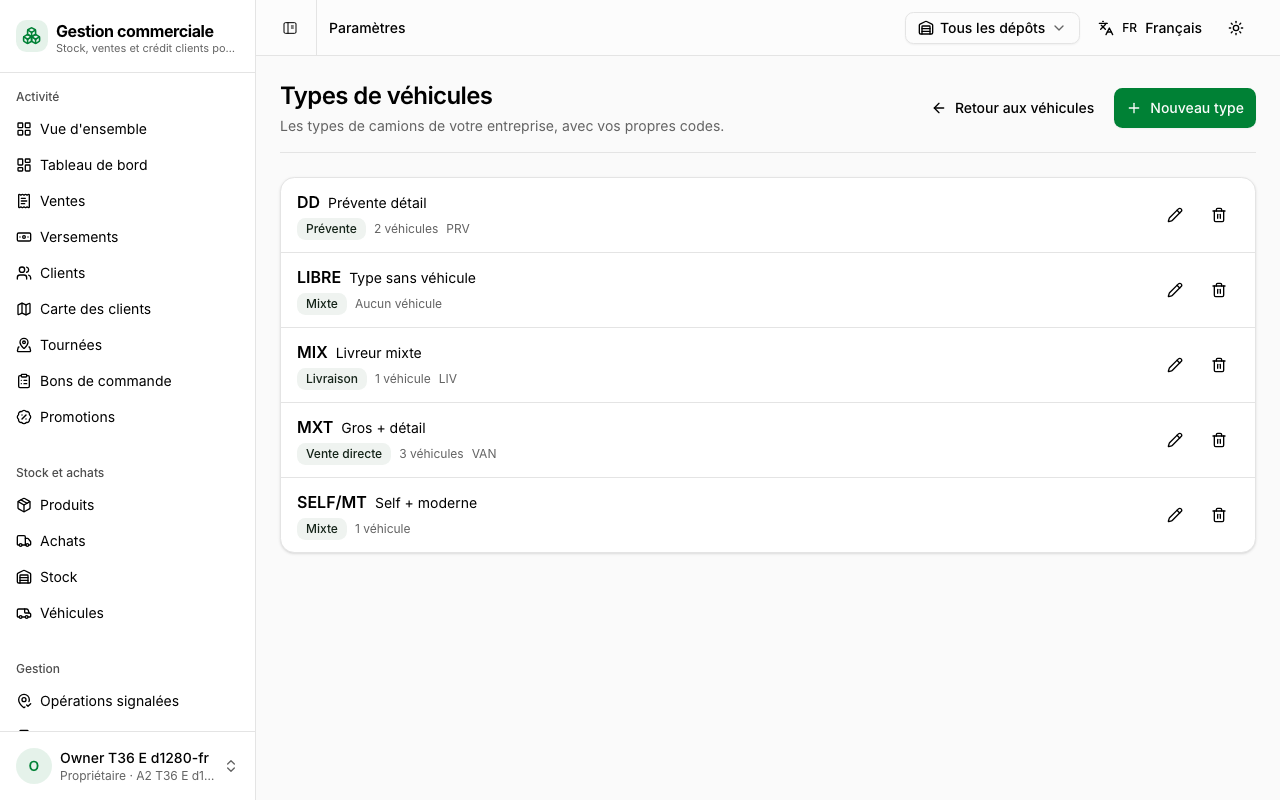 Gestion commerciale
Stock, ventes et crédit clients po...
Activité
Vue d'ensemble
Tableau de bord
Ventes
Versements
Clients
Carte des clients
Tournées
Bons de commande
Promotions
Stock et achats
Produits
Achats
Stock
Véhicules
Gestion
Opérations signalées
O
Owner T36 E d1280-fr
Propriétaire · A2 T36 E d1...
Paramètres
Tous les dépôts
FR Français
Types de véhicules
Les types de camions de votre entreprise, avec vos propres codes.
Retour aux véhicules
Nouveau type
DD Prévente détail
Prévente 2 véhicules PRV
LIBRE Type sans véhicule
Mixte Aucun véhicule
MIX Livreur mixte
Livraison 1 véhicule LIV
MXT Gros + détail
Vente directe 3 véhicules VAN
SELF/MT Self + moderne
Mixte 1 véhicule